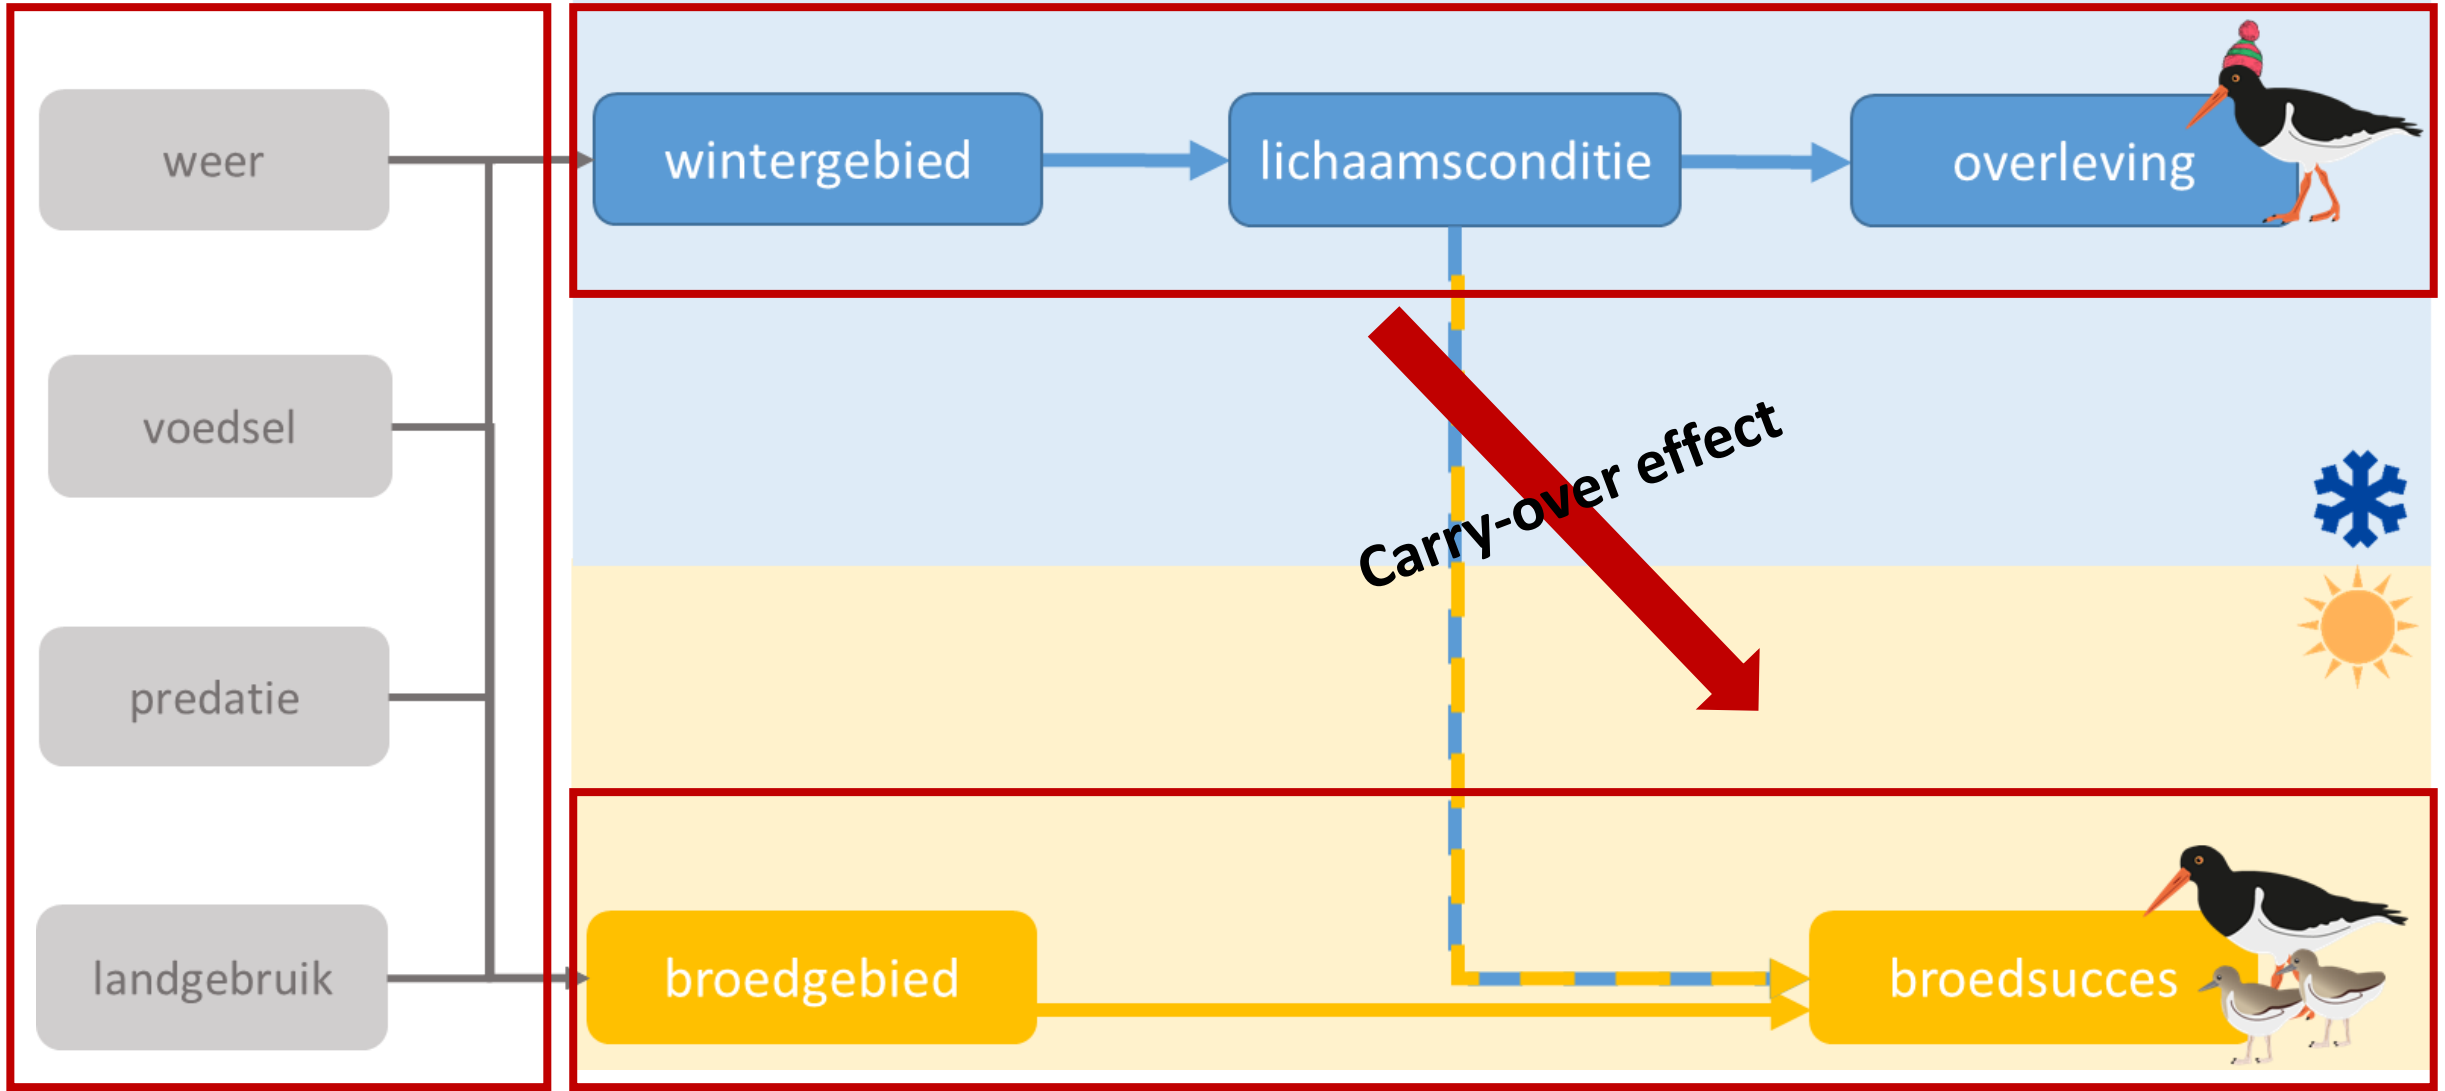 weer
wintergebied
lichaamsconditie
overleving
voedsel
Carry-over effect
predatie
landgebruik
broedgebied
broedsucces